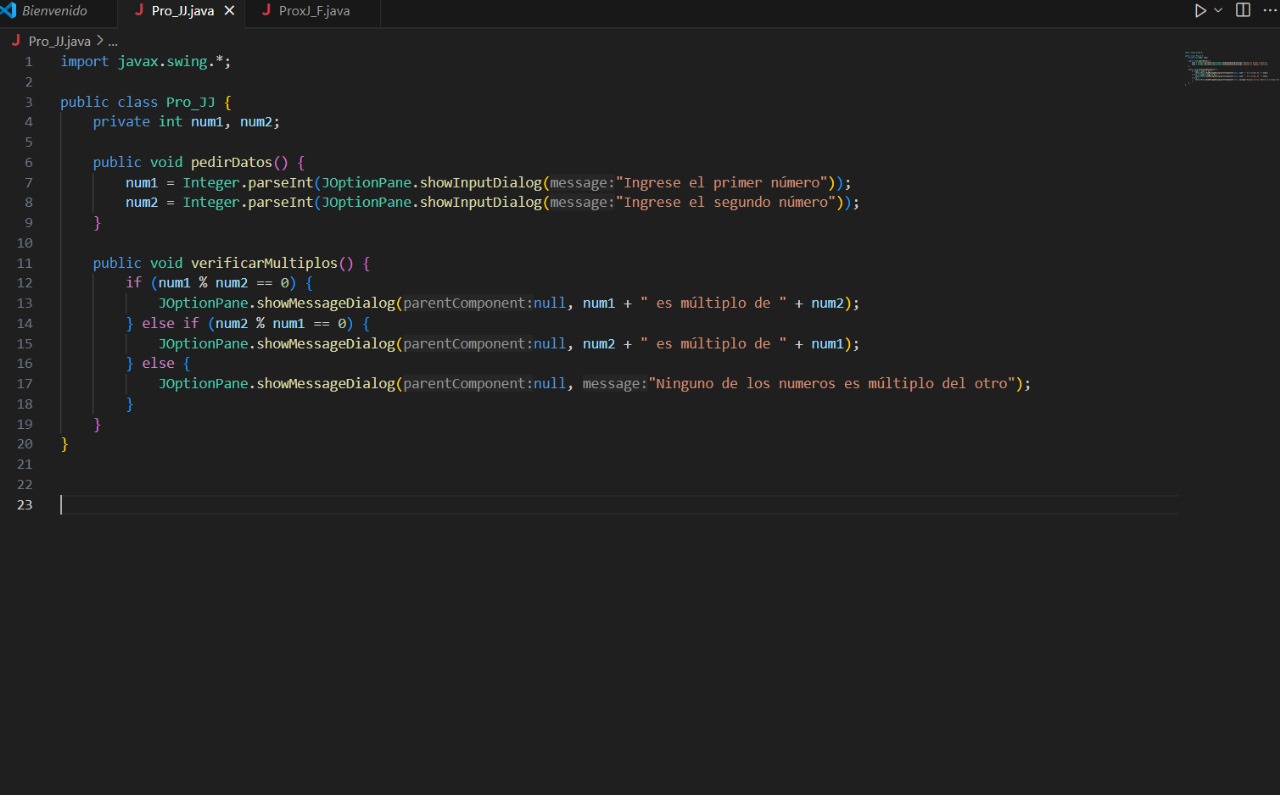 Bienvenido
J Pro_JJ.java ×
J ProxJ_F.java
J Pro_JJ.java > ...
1 import javax.swing.*;
2
3 public class Pro_JJ {
4     private int num1, num2;
5
6     public void pedirDatos() {
7         num1 = Integer.parseInt(JOptionPane.showInputDialog(message:"Ingrese el primer número"));
8         num2 = Integer.parseInt(JOptionPane.showInputDialog(message:"Ingrese el segundo número"));
9     }
10
11     public void verificarMultiplos() {
12         if (num1 % num2 == 0) {
13             JOptionPane.showMessageDialog(parentComponent:null, num1 + " es múltiplo de " + num2);
14         } else if (num2 % num1 == 0) {
15             JOptionPane.showMessageDialog(parentComponent:null, num2 + " es múltiplo de " + num1);
16         } else {
17             JOptionPane.showMessageDialog(parentComponent:null, message:"Ninguno de los numeros es múltiplo del otro");
18         }
19     }
20 }
21
22
23